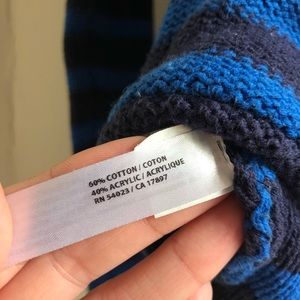 60% COTTON / COTON
40% ACRYLIC / ACRYLIQUE
RN 54023 / CA 17897